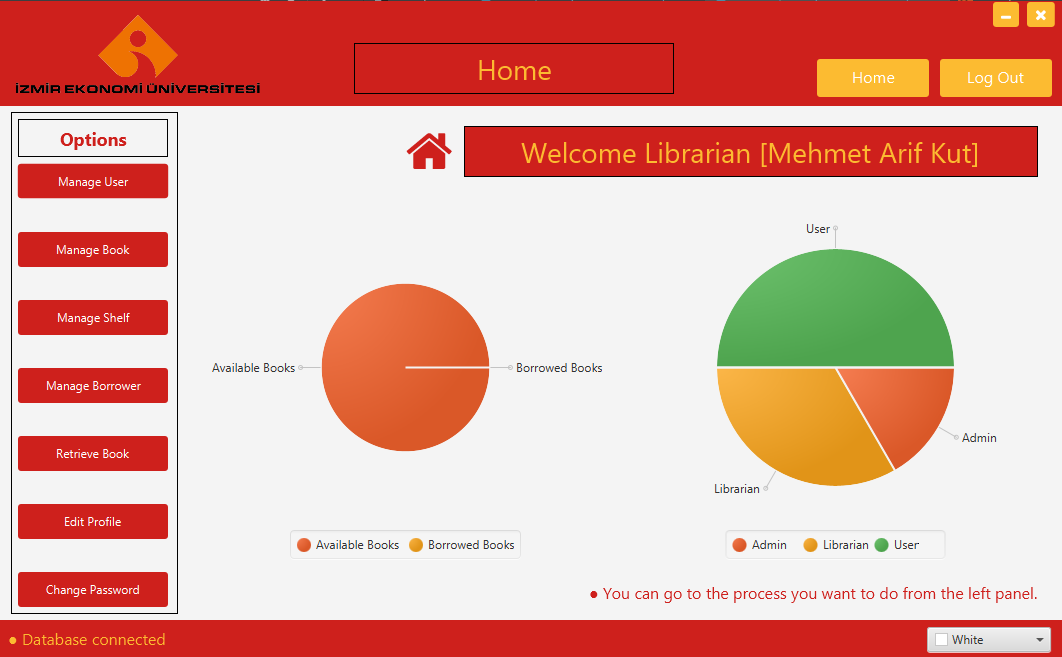 İZMİR EKONOMİ ÜNİVERSİTESİ
Home
Home
Log Out
Options
Manage User
Manage Book
Manage Shelf
Manage Borrower
Retrieve Book
Edit Profile
Change Password
Welcome Librarian [Mehmet Arif Kut]
Available Books
Borrowed Books
Available Books
Borrowed Books
User
Admin
Librarian
Admin
Librarian
User
● You can go to the process you want to do from the left panel.
● Database connected
White